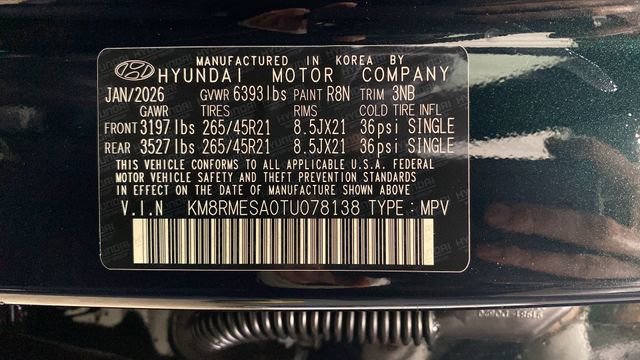 MANUFACTURED IN KOREA BY
HYUNDAI MOTOR COMPANY
JAN/2026 GVWR 6393lbs PAINT R8N TRIM 3NB
GAWR TIRES RIMS COLD TIRE INFL
FRONT 3197lbs 265/45R21 8.5JX21 36psi SINGLE
REAR 3527lbs 265/45R21 8.5JX21 36psi SINGLE
THIS VEHICLE CONFORMS TO ALL APPLICABLE U.S.A. FEDERAL
MOTOR VEHICLE SAFETY AND THEFT PREVENTION STANDARDS
IN EFFECT ON THE DATE OF MANUFACTURE SHOWN ABOVE.
V.I.N KM8RMESA0TU078138 TYPE : MPV